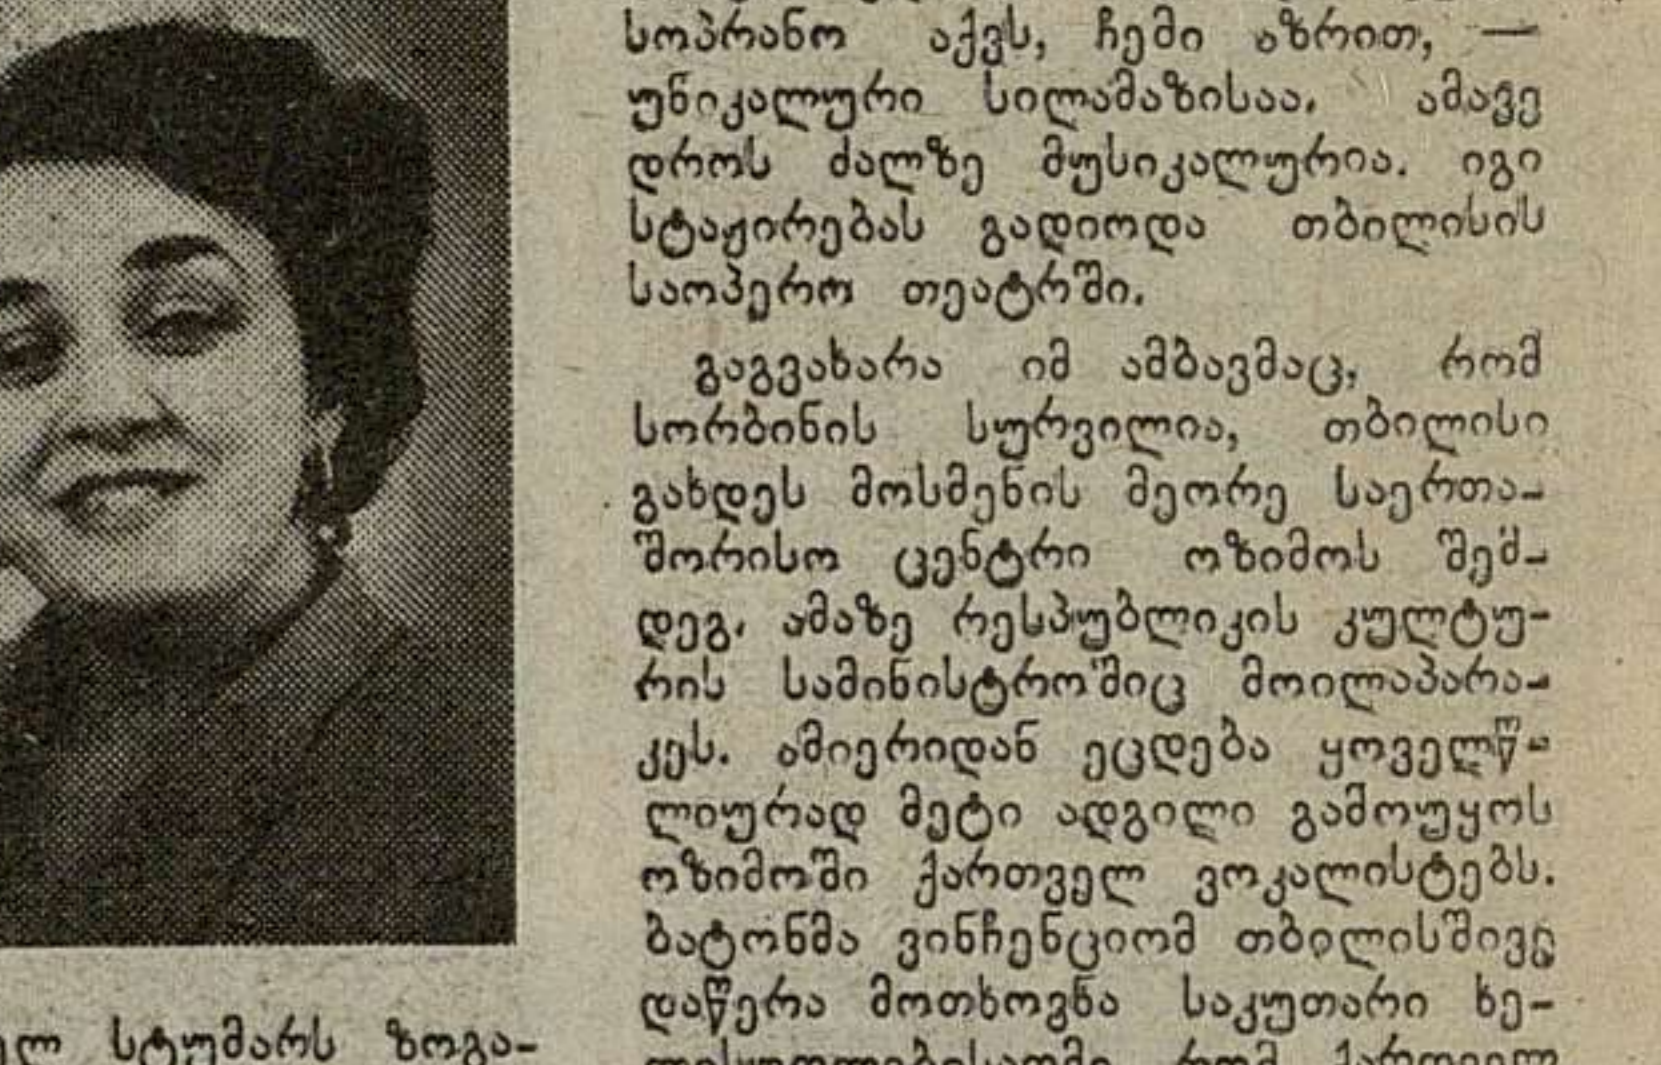 სოპრანო აქვს, ჩემი აზრით, —
უნიკალური სილამაზისაა. ამავე
დროს ძალზე მუსიკალურია. იგი
სტაჟირებას გადიოდა თბილისის
საოპერო თეატრში.
გაგვახარა იმ ამბავმაც, რომ
სორბინის სურვილია, თბილისი
გახდეს მოსმენის მეორე საერთა-
შორისო ცენტრი ოზიმოს შემ-
დეგ. ამაზე რესპუბლიკის კულტუ-
რის სამინისტროშიც მოილაპარა-
კეს. ამიერიდან ეცდება ყოველწ-
ლიურად მეტი ადგილი გამოუყოს
ოზიმოში ქართველ ვოკალისტებს.
ბატონმა ვინჩენციომ თბილისშივე
დაწერა მოთხოვნა საკუთარი ხე-
რომ ქართველ
სტუმარს ზოგა-